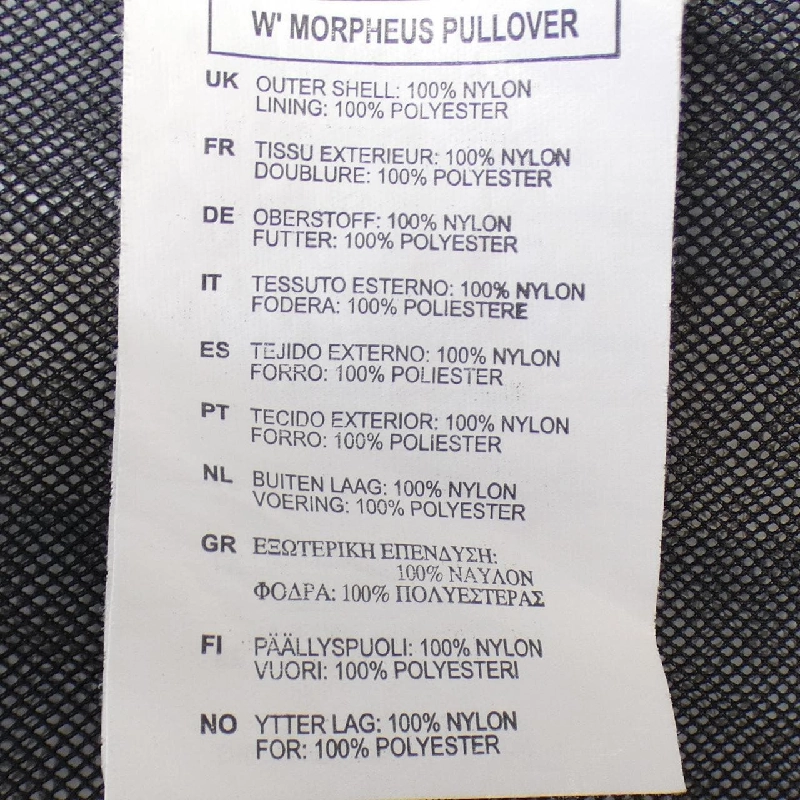 W' MORPHEUS PULLOVER
UK OUTER SHELL: 100% NYLON
LINING: 100% POLYESTER
FR TISSU EXTERIEUR: 100% NYLON
DOUBLURE: 100% POLYESTER
DE OBERSTOFF: 100% NYLON
FUTTER: 100% POLYESTER
IT TESSUTO ESTERNO: 100% NYLON
FODERA: 100% POLIESTERE
ES TEJIDO EXTERNO: 100% NYLON
FORRO: 100% POLIESTER
PT TECIDO EXTERIOR: 100% NYLON
FORRO: 100% POLIESTER
NL BUITEN LAAG: 100% NYLON
VOERING: 100% POLYESTER
GR ΕΞΩΤΕΡΙΚΗ ΕΠΕΝΔΥΣΗ:
100% ΝΑΥΛΟΝ
ΦΟΔΡΑ: 100% ΠΟΛΥΕΣΤΕΡΑΣ
FI PÄÄLLYSPUOLI: 100% NYLON
VUORI: 100% POLYESTERI
NO YTTER LAG: 100% NYLON
FOR: 100% POLYESTER